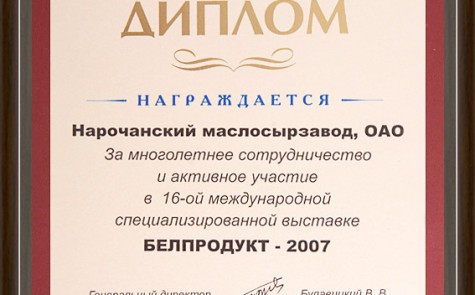 ДИПЛОМ
НАГРАЖДАЕТСЯ
Нарочанский маслосырзавод, ОАО
За многолетнее сотрудничество
и активное участие
в 16-ой международной
специализированной выставке
БЕЛПРОДУКТ - 2007
Генеральный директор Булавицкий В. В.